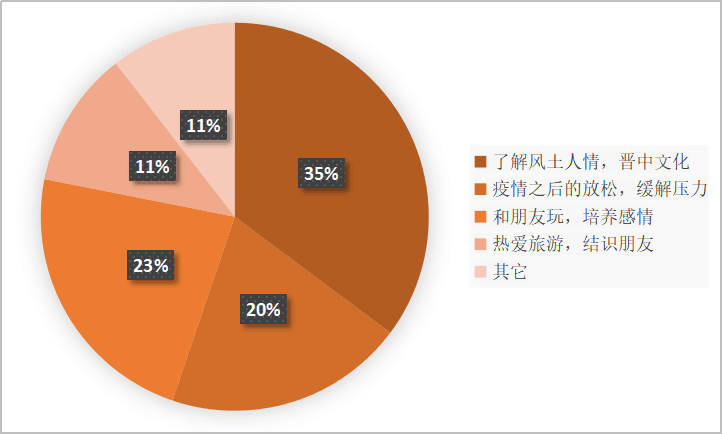 11%
11%
35%
23%
20%
了解风土人情，晋中文化
疫情之后的放松，缓解压力
和朋友玩，培养感情
热爱旅游，结识朋友
其它